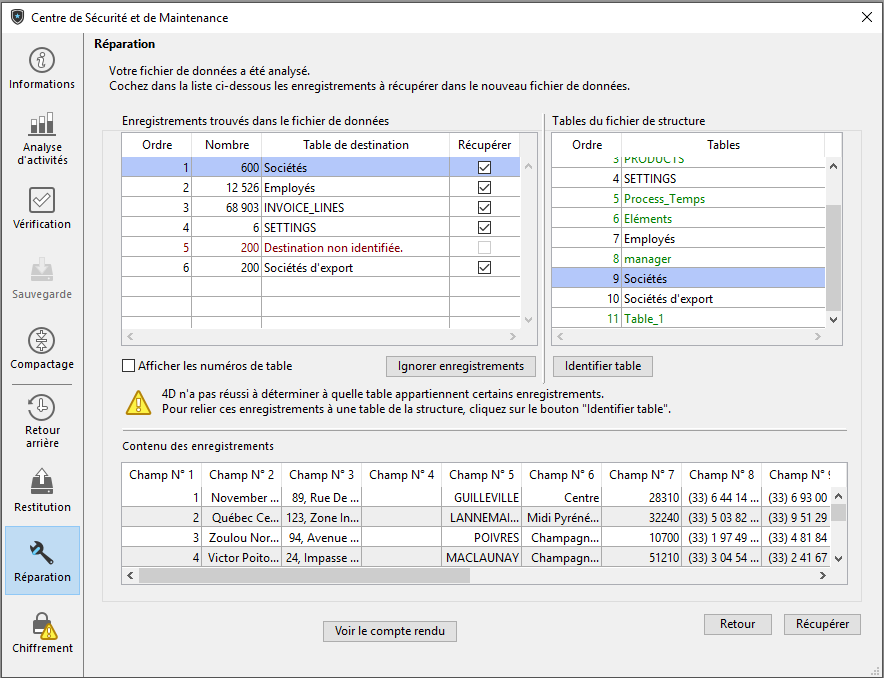 Centre de Sécurité et de Maintenance
Informations
Analyse
d'activités
Vérification
Sauvegarde
Compactage
Retour
arrière
Restitution
Réparation
Chiffrement
Réparation
Votre fichier de données a été analysé.
Cochez dans la liste ci-dessous les enregistrements à récupérer dans le nouveau fichier de données.
Enregistrements trouvés dans le fichier de données
Ordre Nombre Table de destination Récupérer
1 600 Sociétés
2 12 526 Employés
3 68 903 INVOICE_LINES
4 6 SETTINGS
5 200 Destination non identifiée.
6 200 Sociétés d'export
Tables du fichier de structure
Ordre Tables
3 PRODUCTS
4 SETTINGS
5 Process_Temps
6 Eléments
7 Employés
8 manager
9 Sociétés
10 Sociétés d'export
11 Table_1
Afficher les numéros de table
Ignorer enregistrements
Identifier table
4D n'a pas réussi à déterminer à quelle table appartiennent certains enregistrements.
Pour relier ces enregistrements à une table de la structure, cliquez sur le bouton "Identifier table".
Contenu des enregistrements
Champ N° 1 Champ N° 2 Champ N° 3 Champ N° 4 Champ N° 5 Champ N° 6 Champ N° 7 Champ N° 8 Champ N°
1 November ... 89, Rue De ... GUILLEVILLE Centre 28310 (33) 6 44 14 ... (33) 6 93 00
2 Québec Ce... 123, Zone In... LANNEMAI... Midi Pyréné... 32240 (33) 5 03 82 ... (33) 9 51 29
3 Zoulou Nor... 94, Avenue ... POIVRES Champagn... 10700 (33) 1 97 49 ... (33) 4 81 84
4 Victor Poito... 24, Impasse ... MACLAUNAY Champagn... 51210 (33) 3 04 54 ... (33) 2 41 67
Voir le compte rendu
Retour
Récupérer